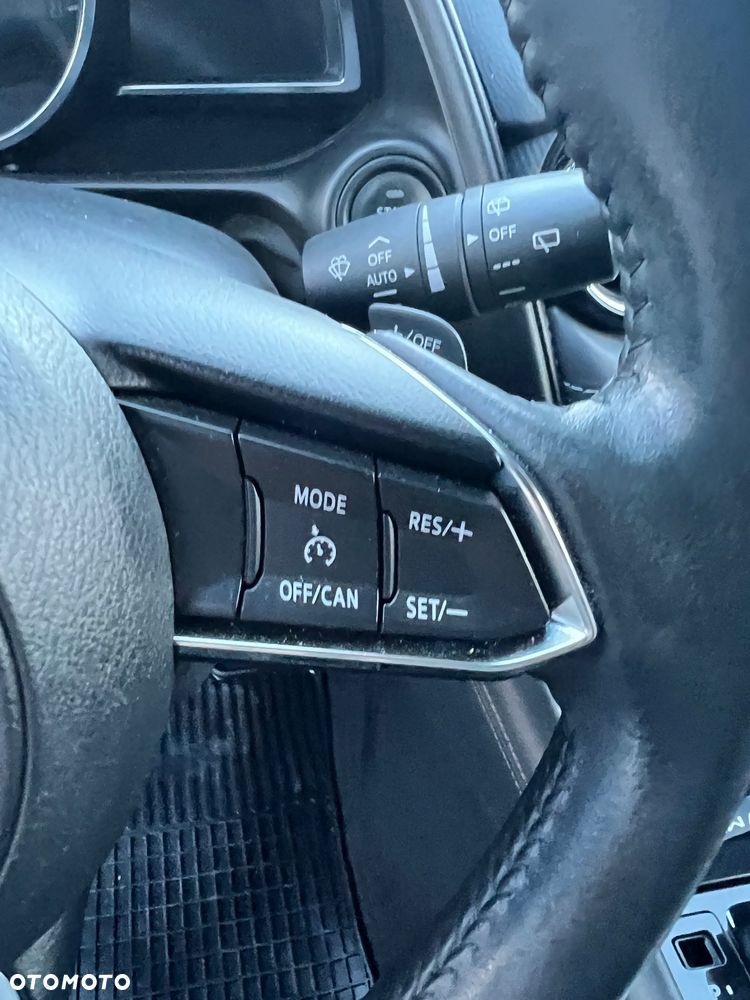 OFF
AUTO
OFF
+/OFF
MODE
RES/+
OFF/CAN
SET/−
OTOMOTO